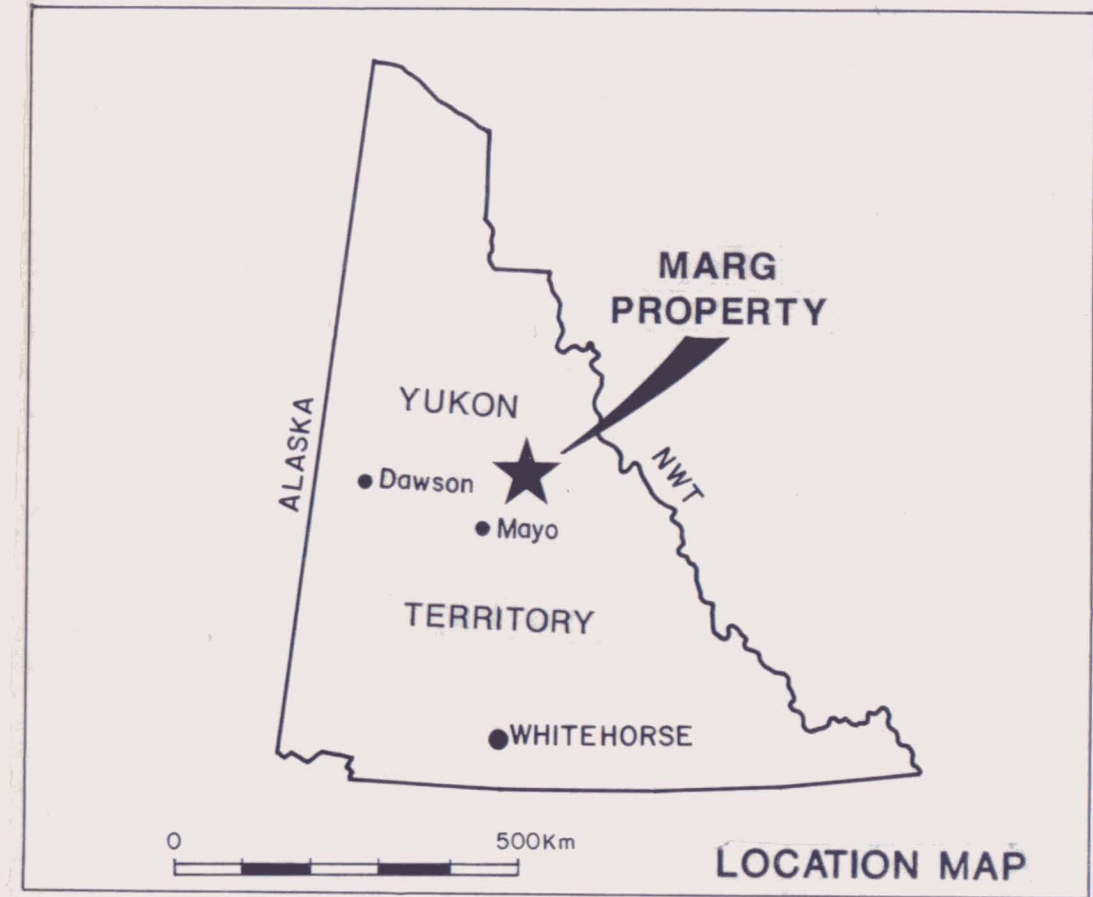 MARG
PROPERTY
YUKON
ALASKA
Dawson
NWT
Mayo
TERRITORY
WHITEHORSE
0 500Km
LOCATION MAP